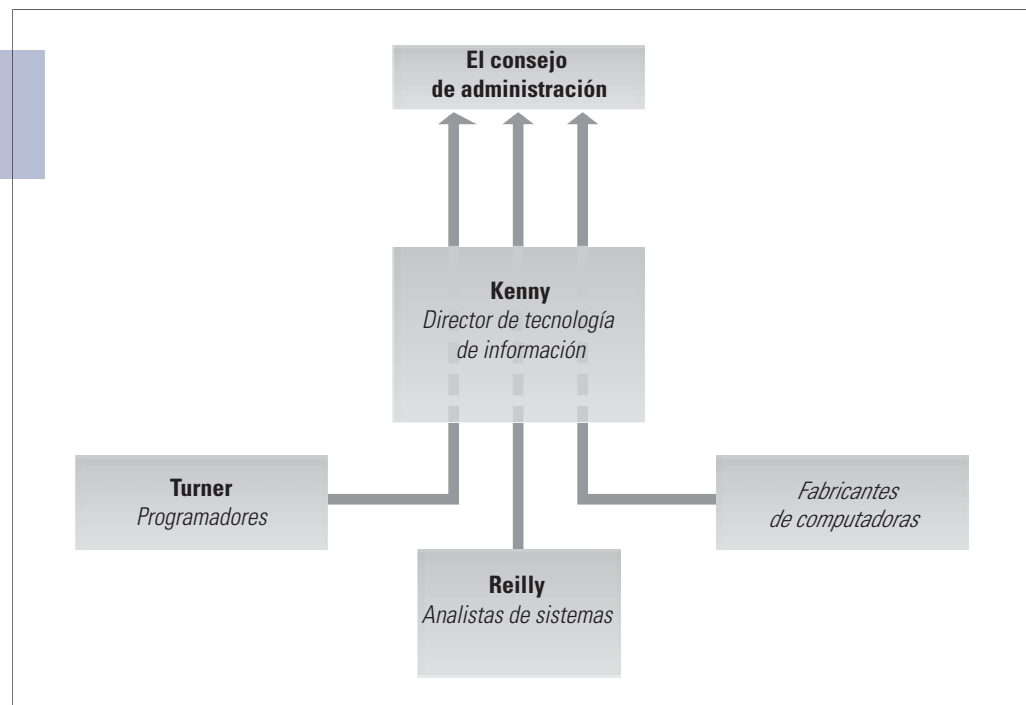 El consejo
de administración
Kenny
Director de tecnología
de información
Turner
Programadores
Fabricantes
de computadoras
Reilly
Analistas de sistemas